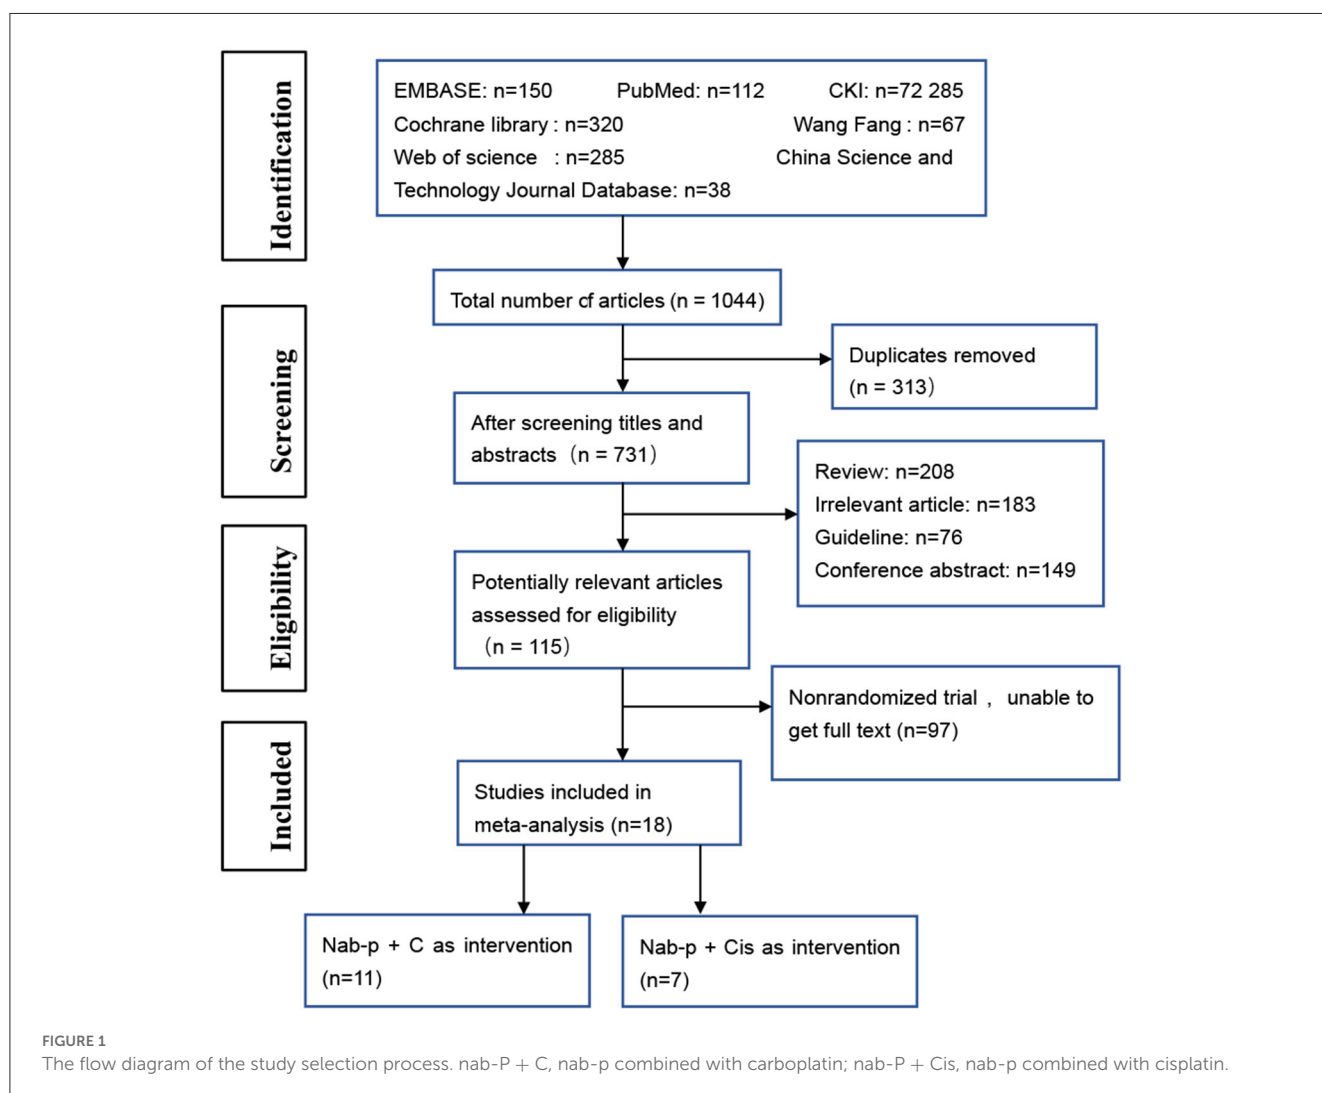 Identification
EMBASE: n=150 PubMed: n=112 CKI: n=72 285
Cochrane library : n=320 Wang Fang : n=67
Web of science : n=285 China Science and
Technology Journal Database: n=38
Total number of articles (n = 1044)
Screening
Duplicates removed
(n = 313)
After screening titles and
abstracts (n = 731)
Review: n=208
Irrelevant article: n=183
Guideline: n=76
Conference abstract: n=149
Eligibility
Potentially relevant articles
assessed for eligibility
(n = 115)
Nonrandomized trial , unable to
get full text (n=97)
Included
Studies included in
meta-analysis (n=18)
Nab-p + C as intervention
(n=11)
Nab-p + Cis as intervention
(n=7)
FIGURE 1
The flow diagram of the study selection process. nab-P + C, nab-p combined with carboplatin; nab-P + Cis, nab-p combined with cisplatin.